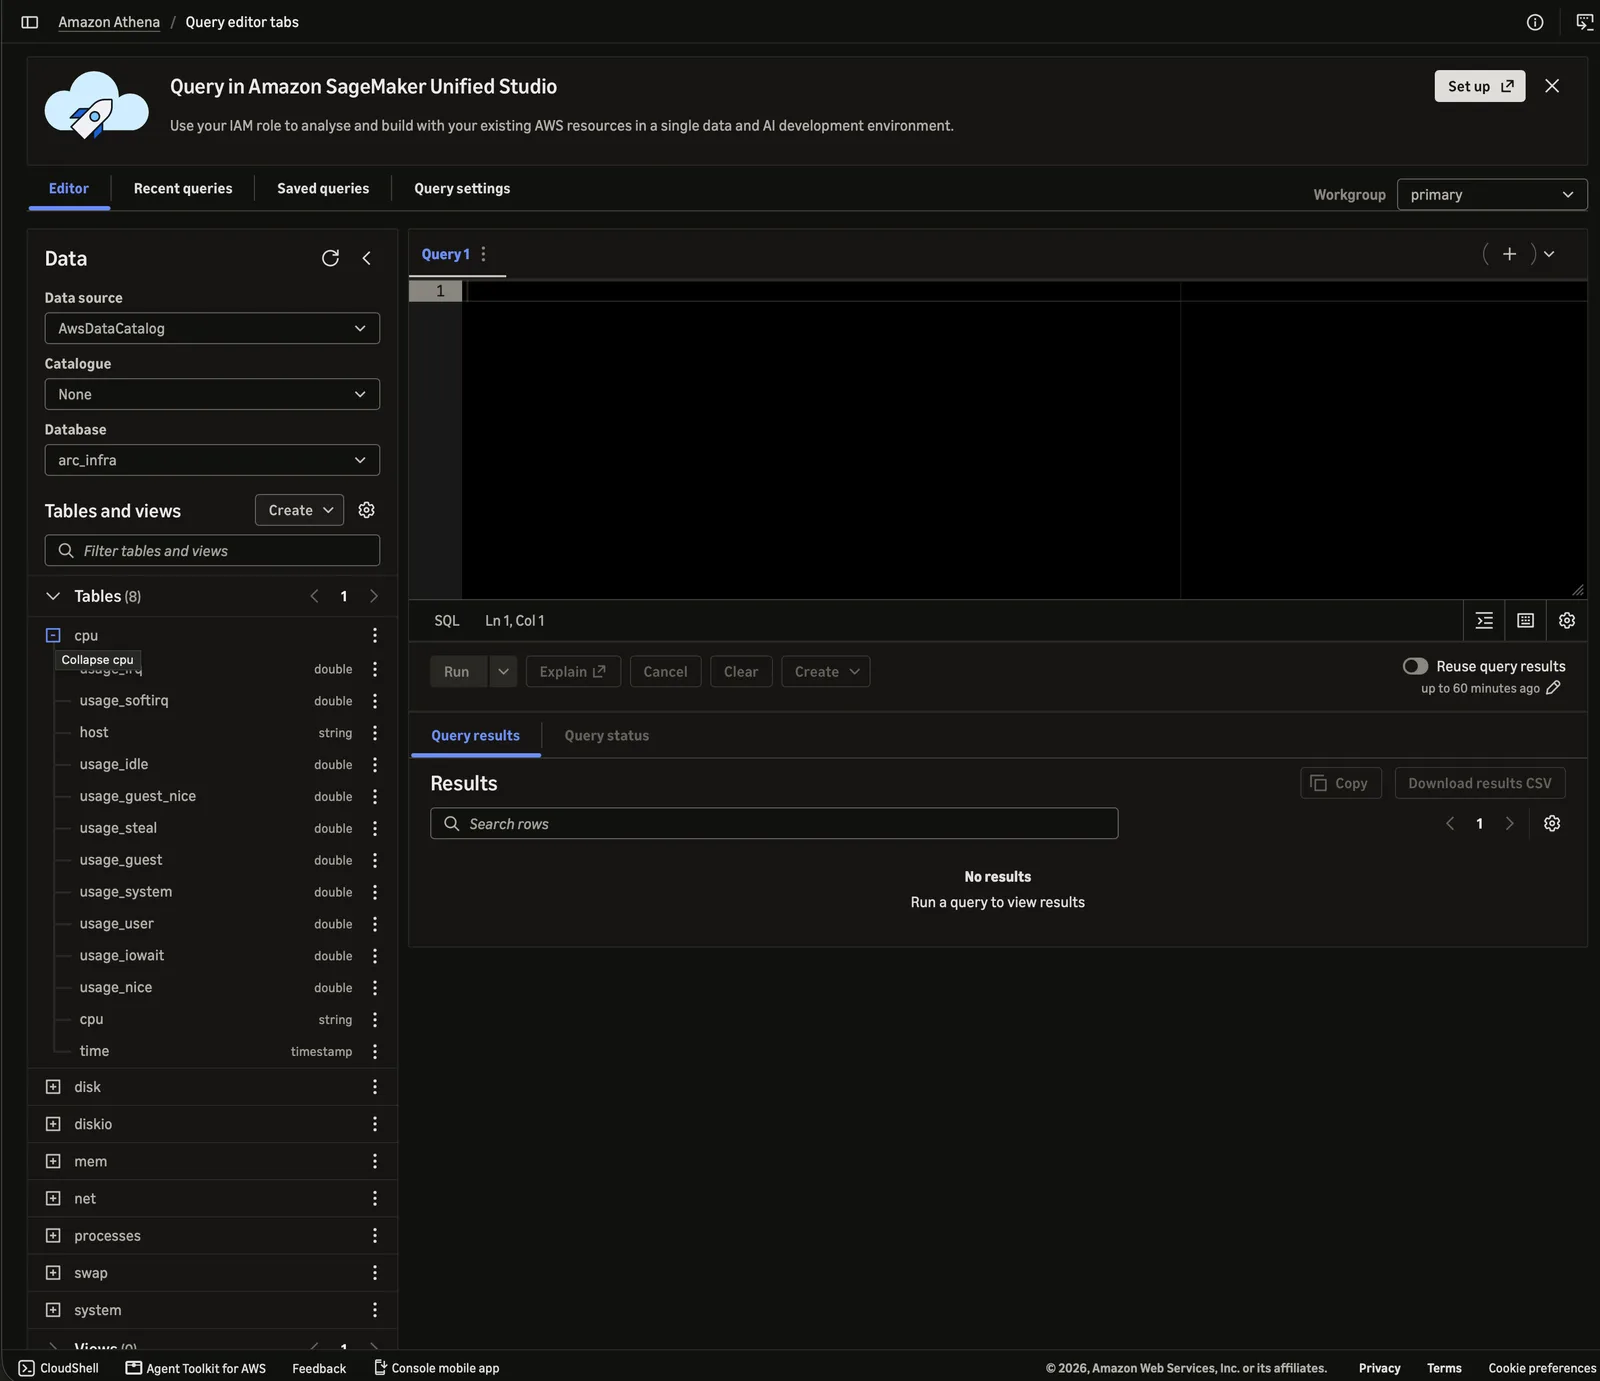 Amazon Athena / Query editor tabs
Query in Amazon SageMaker Unified Studio
Set up
Use your IAM role to analyse and build with your existing AWS resources in a single data and AI development environment.
Editor
Recent queries
Saved queries
Query settings
Workgroup
primary
Data
Data source
AwsDataCatalog
Catalogue
None
Database
arc_infra
Tables and views
Create
Filter tables and views
Tables (8)
1
cpu
Collapse cpu
usage_irq double
usage_softirq double
host string
usage_idle double
usage_guest_nice double
usage_steal double
usage_guest double
usage_system double
usage_user double
usage_iowait double
usage_nice double
cpu string
time timestamp
disk
diskio
mem
net
processes
swap
system
Views (0) 1
Query 1
1
SQL Ln 1, Col 1
Run
Explain
Cancel
Clear
Create
Reuse query results
up to 60 minutes ago
Query results
Query status
Results
Copy
Download results CSV
Search rows
1
No results
Run a query to view results
CloudShell
Agent Toolkit for AWS
Feedback
Console mobile app
© 2026, Amazon Web Services, Inc. or its affiliates.
Privacy
Terms
Cookie preferences